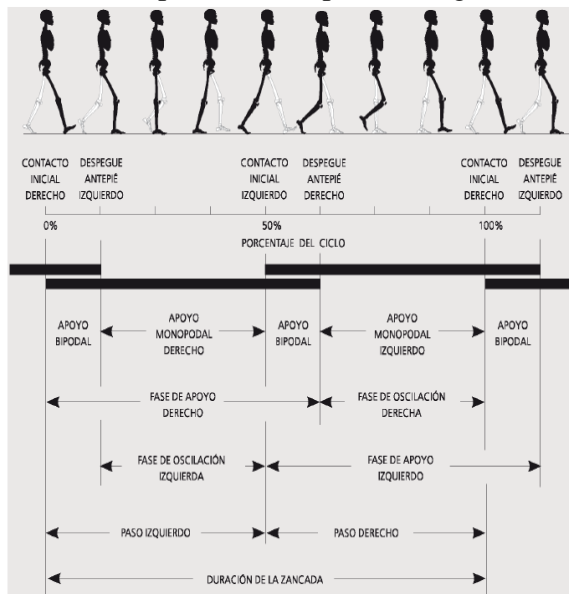 CONTACTO
INICIAL
DERECHO
DESPEGUE
ANTEPIÉ
IZQUIERDO
CONTACTO
INICIAL
IZQUIERDO
DESPEGUE
ANTEPIÉ
DERECHO
CONTACTO
INICIAL
DERECHO
DESPEGUE
ANTEPIÉ
IZQUIERDO
0%
50%
100%
PORCENTAJE DEL CICLO
APOYO
BIPODAL
APOYO
MONOPODAL
DERECHO
APOYO
BIPODAL
APOYO
MONOPODAL
IZQUIERDO
APOYO
BIPODAL
FASE DE APOYO
DERECHO
FASE DE OSCILACIÓN
DERECHA
FASE DE OSCILACIÓN
IZQUIERDA
FASE DE APOYO
IZQUIERDO
PASO IZQUIERDO
PASO DERECHO
DURACIÓN DE LA ZANCADA